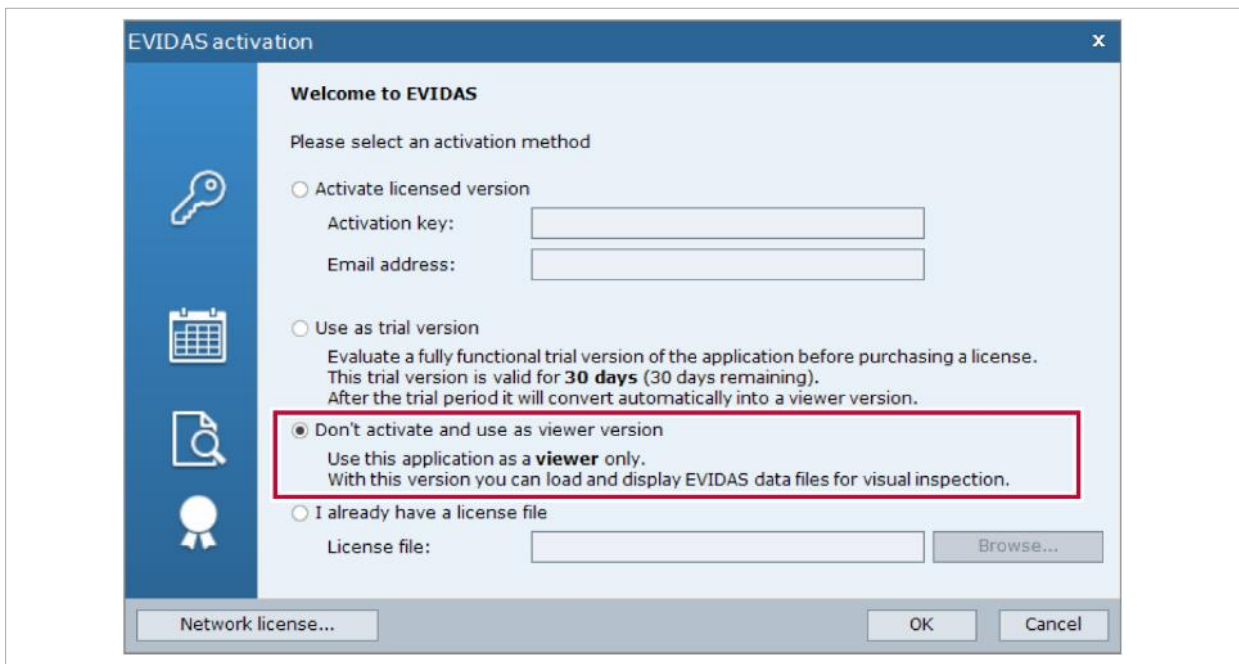 EVIDAS activation
x
Welcome to EVIDAS
Please select an activation method
Activate licensed version
Activation key:
Email address:
Use as trial version
Evaluate a fully functional trial version of the application before purchasing a license.
This trial version is valid for 30 days (30 days remaining).
After the trial period it will convert automatically into a viewer version.
Don't activate and use as viewer version
Use this application as a viewer only.
With this version you can load and display EVIDAS data files for visual inspection.
I already have a license file
License file:
Browse...
Network license...
OK
Cancel